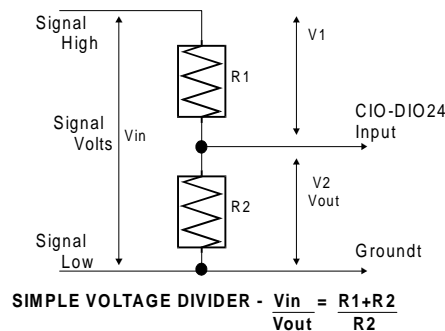 Signal
High
V1
R1
CIO-DIO24
Input
Signal
Volts
Vin
V2
Vout
R2
Signal
Low
Groundt
SIMPLE VOLTAGE DIVIDER - Vin = R1+R2
Vout R2